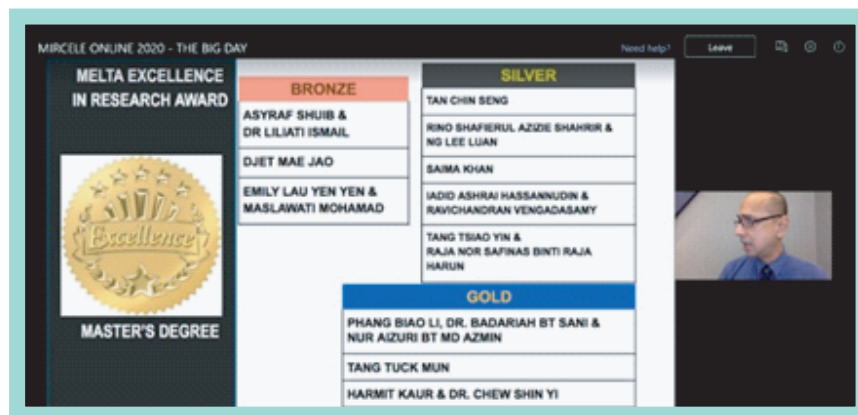 MIRCELE ONLINE 2020 - THE BIG DAY
Need help?
Leave
MELTA EXCELLENCE
IN RESEARCH AWARD
Excellence
MASTER'S DEGREE
BRONZE
ASYRAF SHUIB &
DR LILIATI ISMAIL
DJET MAE JAO
EMILY LAU YEN YEN &
MASLAWATI MOHAMAD
SILVER
TAN CHIN SENG
RINO SHAFIERUL AZIZIE SHAHRIR &
NG LEE LUAN
SAIMA KHAN
IADID ASHRAI HASSANNUDIN &
RAVICHANDRAN VENGADASAMY
TANG TSIAO YIN &
RAJA NOR SAFINAS BINTI RAJA
HARUN
GOLD
PHANG BIAO LI, DR. BADARIAH BT SANI &
NUR AIZURI BT MD AZMIN
TANG TUCK MUN
HARMIT KAUR & DR. CHEW SHIN YI